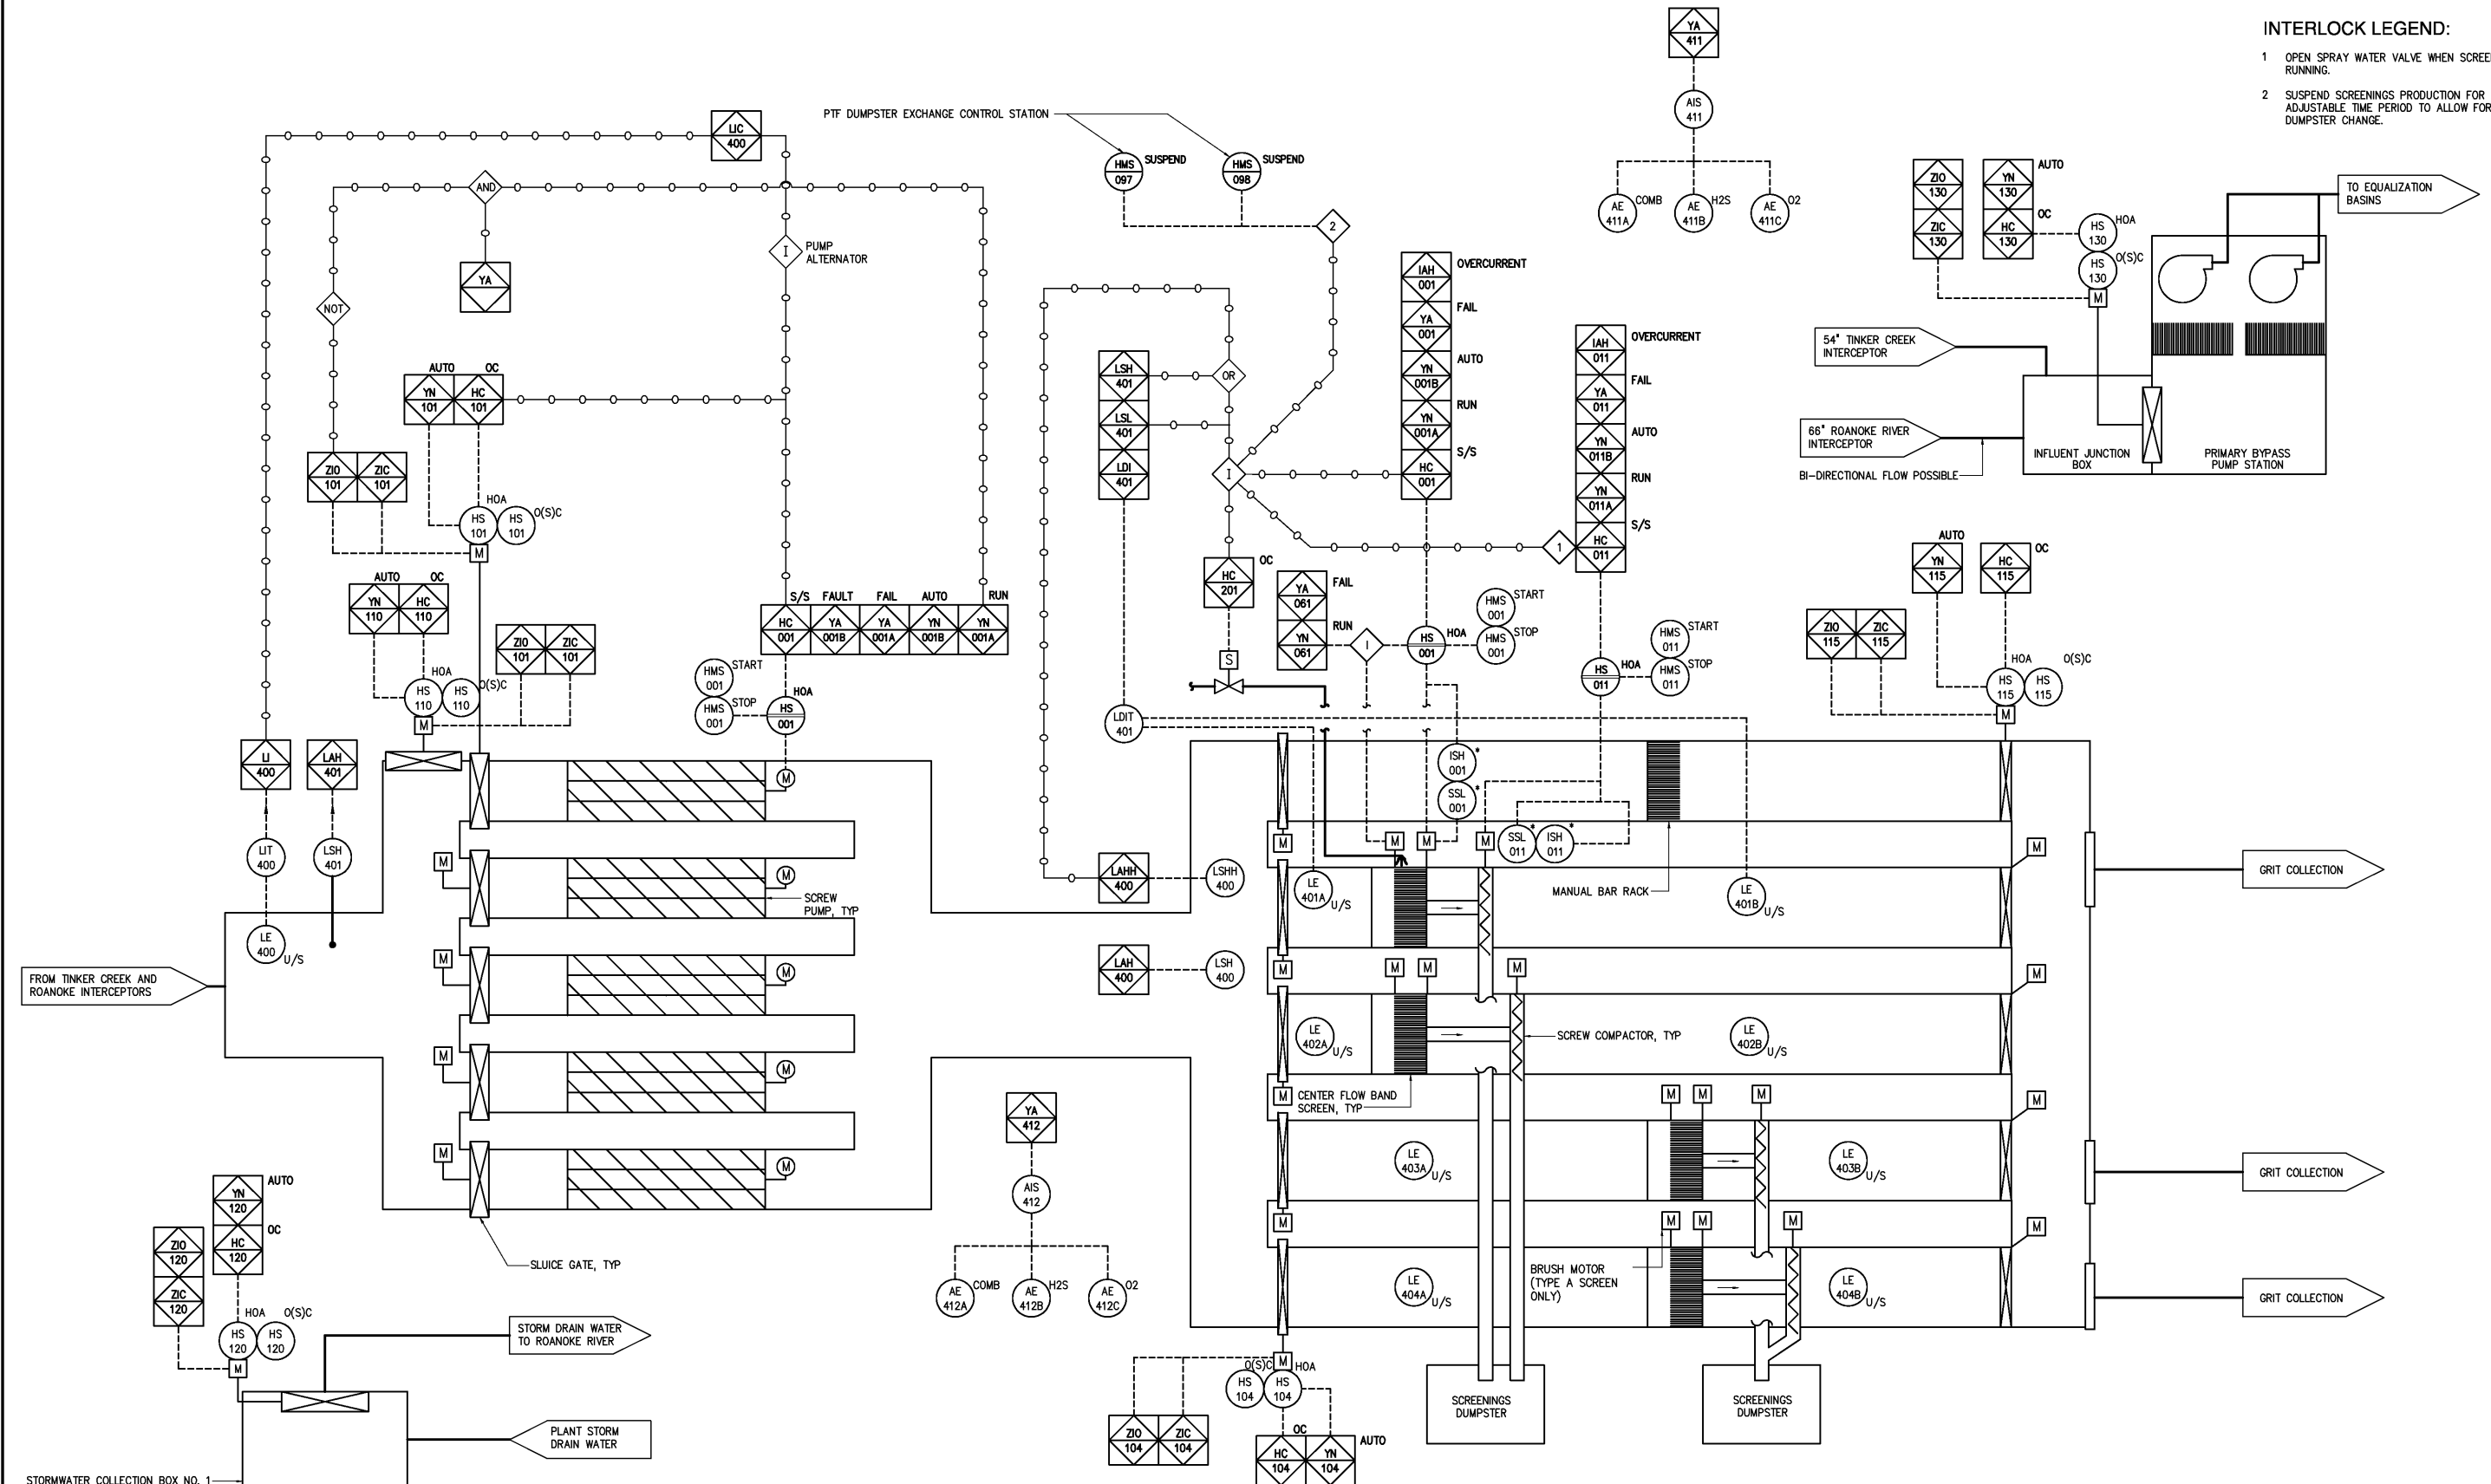 INTERLOCK LEGEND:
1 OPEN SPRAY WATER VALVE WHEN SCREE
RUNNING.
2 SUSPEND SCREENINGS PRODUCTION FOR
ADJUSTABLE TIME PERIOD TO ALLOW FOR
DUMPSTER CHANGE.
YA
411
AIS
411
AE
411A
COMB
AE
411B
H2S
AE
411C
O2
PTF DUMPSTER EXCHANGE CONTROL STATION
HMS
097
SUSPEND
HMS
098
SUSPEND
2
LIC
400
AND
YA
NOT
I
PUMP
ALTERNATOR
AUTO OC
YN
101
HC
101
ZIO
101
ZIC
101
HOA
HS
101
HS
101
O(S)C
M
AUTO OC
YN
110
HC
110
ZIO
101
ZIC
101
HOA
HS
110
HS
110
O(S)C
M
S/S FAULT FAIL AUTO RUN
HC
001
YA
001B
YA
001A
YN
001B
YN
001A
HMS
001
START
HMS
001
STOP
HOA
HS
001
M
LI
400
LAH
401
LIT
400
LSH
401
LE
400
U/S
FROM TINKER CREEK AND
ROANOKE INTERCEPTORS
M
M
SCREW
PUMP, TYP
M
M
M
M
M
M
SLUICE GATE, TYP
YN
120
AUTO
HC
120
OC
ZIO
120
ZIC
120
HOA O(S)C
HS
120
HS
120
M
STORM DRAIN WATER
TO ROANOKE RIVER
PLANT STORM
DRAIN WATER
STORMWATER COLLECTION BOX NO. 1
YA
412
AIS
412
AE
412A
COMB
AE
412B
H2S
AE
412C
O2
LSH
401
LSL
401
LDI
401
OR
I
HC
201
OC
S
LDIT
401
LAHH
400
LSHH
400
LAH
400
LSH
400
IAH
001
OVERCURRENT
YA
001
FAIL
YN
001B
AUTO
YN
001A
RUN
HC
001
S/S
YA
061
FAIL
YN
061
RUN
I
HS
001
HOA
HMS
001
START
HMS
001
STOP
IAH
011
OVERCURRENT
YA
011
FAIL
YN
011B
AUTO
YN
011A
RUN
1
HC
011
S/S
HS
011
HOA
HMS
011
START
HMS
011
STOP
ISH
001
*
SSL
001
*
SSL
011
*
ISH
011
*
M
M
M
M
LE
401A
U/S
LE
401B
U/S
MANUAL BAR RACK
M
M
M
M
LE
402A
U/S
LE
402B
U/S
SCREW COMPACTOR, TYP
M
CENTER FLOW BAND
SCREEN, TYP
M
M
M
LE
403A
U/S
LE
403B
U/S
M
M
M
M
BRUSH MOTOR
(TYPE A SCREEN
ONLY)
LE
404A
U/S
LE
404B
U/S
M
M
M
M
O(S)C
M
HOA
HS
104
HS
104
ZIO
104
ZIC
104
OC
HC
104
YN
104
AUTO
SCREENINGS
DUMPSTER
SCREENINGS
DUMPSTER
ZIO
130
ZIC
130
YN
130
AUTO
HC
130
OC
HS
130
HOA
HS
130
O(S)C
M
TO EQUALIZATION
BASINS
54" TINKER CREEK
INTERCEPTOR
66" ROANOKE RIVER
INTERCEPTOR
BI-DIRECTIONAL FLOW POSSIBLE
INFLUENT JUNCTION
BOX
PRIMARY BYPASS
PUMP STATION
AUTO
YN
115
HC
115
OC
ZIO
115
ZIC
115
HOA O(S)C
HS
115
HS
115
M
GRIT COLLECTION
GRIT COLLECTION
GRIT COLLECTION